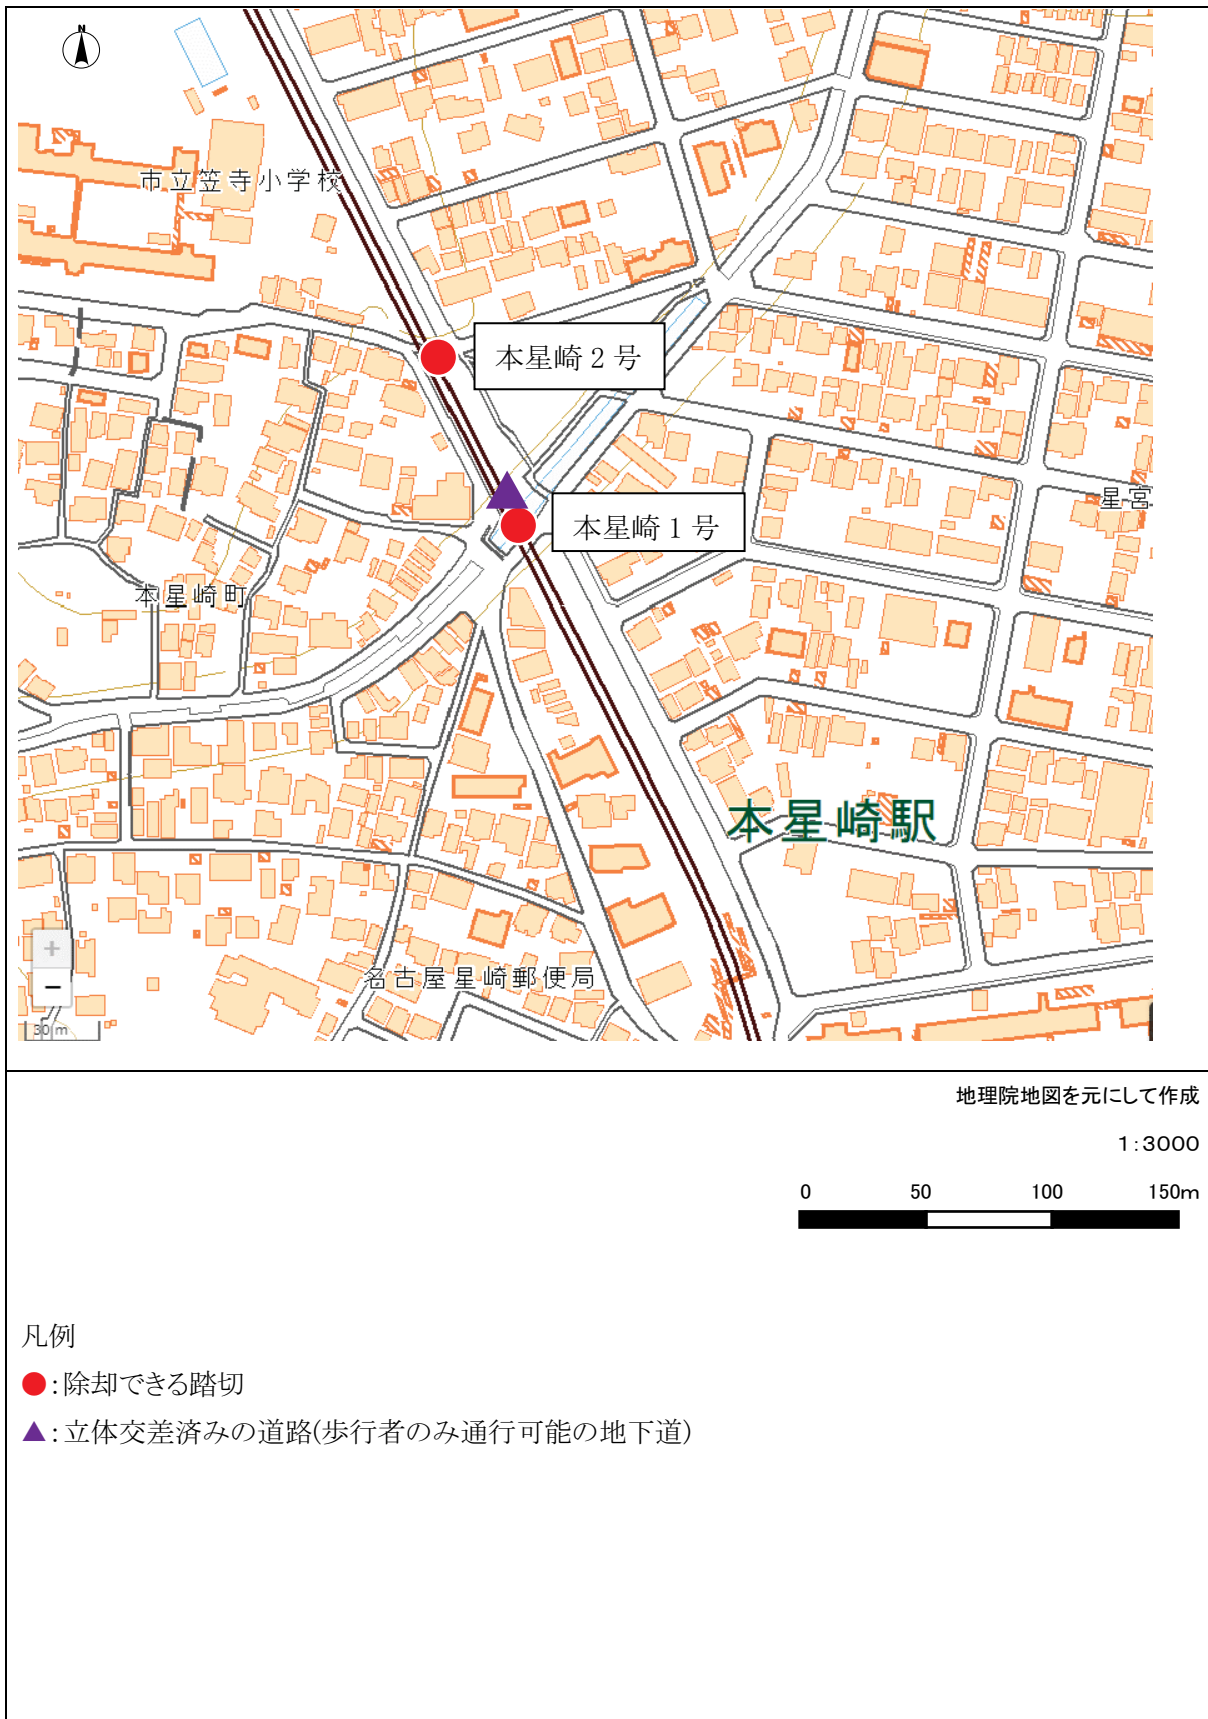 N
市立笠寺小学校
本星崎２号
星宮
本星崎１号
本星崎町
本星崎駅
名古屋星崎郵便局
+
−
30 m
地理院地図を元にして作成
1:3000
0 50 100 150m
凡例
●:除却できる踏切
▲:立体交差済みの道路(歩行者のみ通行可能の地下道)